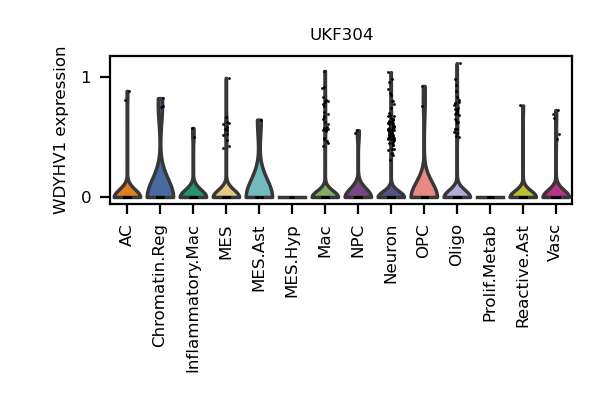 UKF304
WDYHV1 expression
1
0
AC
Chromatin.Reg
Inflammatory.Mac
MES
MES.Ast
MES.Hyp
Mac
NPC
Neuron
OPC
Oligo
Prolif.Metab
Reactive.Ast
Vasc